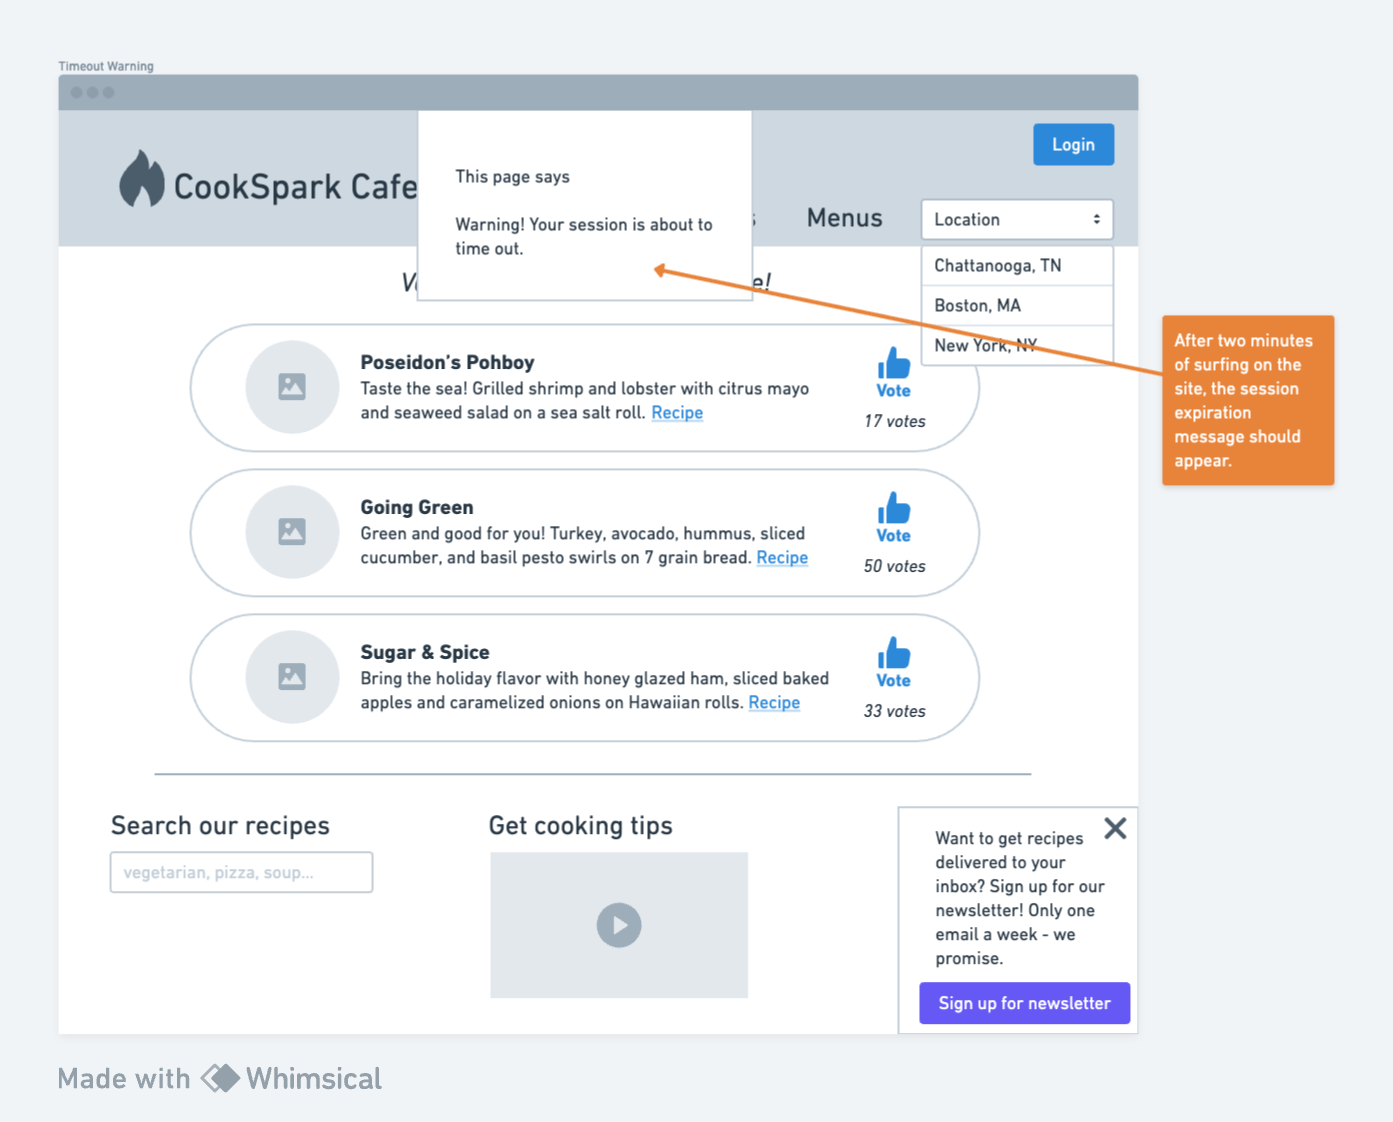 Timeout Warning
Login
CookSpark Cafe
This page says
Warning! Your session is about to
time out.
Menus
Location
Chattanooga, TN
Boston, MA
New York, NY
After two minutes
of surfing on the
site, the session
expiration
message should
appear.
Poseidon's Pohboy
Taste the sea! Grilled shrimp and lobster with citrus mayo
and seaweed salad on a sea salt roll. Recipe
Vote
17 votes
Going Green
Green and good for you! Turkey, avocado, hummus, sliced
cucumber, and basil pesto swirls on 7 grain bread. Recipe
Vote
50 votes
Sugar & Spice
Bring the holiday flavor with honey glazed ham, sliced baked
apples and caramelized onions on Hawaiian rolls. Recipe
Vote
33 votes
Search our recipes
vegetarian, pizza, soup...
Get cooking tips
Want to get recipes
delivered to your
inbox? Sign up for our
newsletter! Only one
email a week - we
promise.
Sign up for newsletter
Made with Whimsical